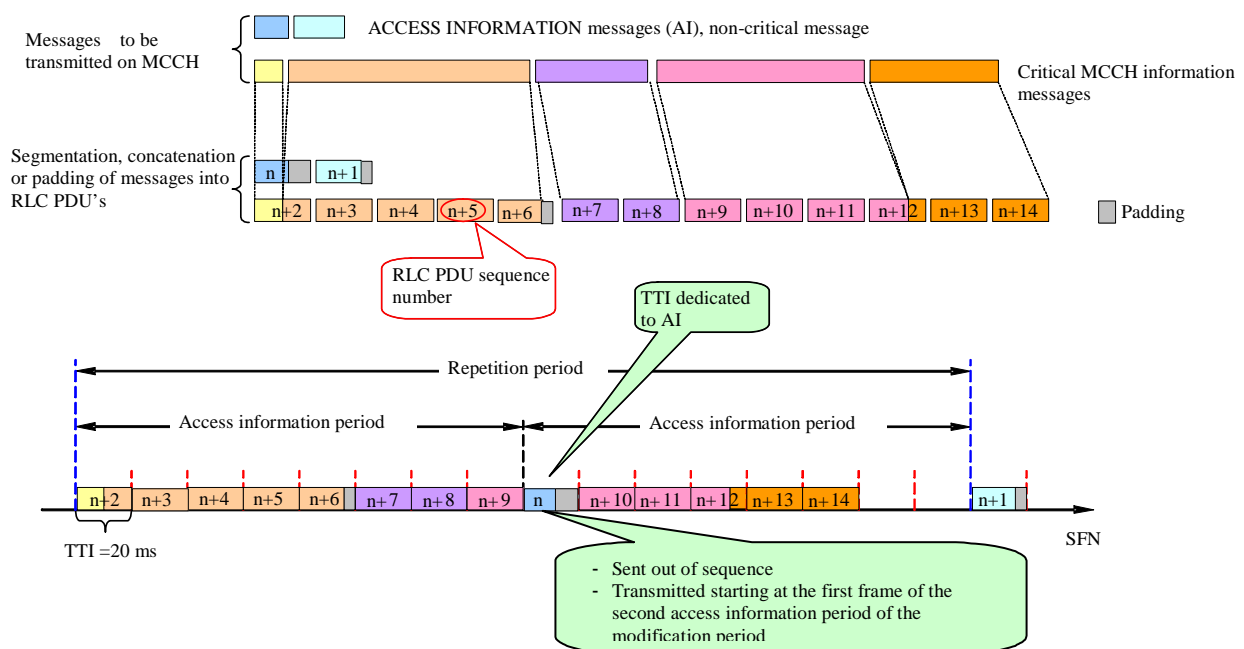 ACCESS INFORMATION messages (AI), non-critical message
Messages to be
transmitted on MCCH
Critical MCCH information
messages
Segmentation, concatenation
or padding of messages into
RLC PDU's
n n+1
n+2 n+3 n+4 n+5 n+6 n+7 n+8 n+9 n+10 n+11 n+12 n+13 n+14
Padding
RLC PDU sequence
number
TTI dedicated
to AI
Repetition period
Access information period Access information period
n+2 n+3 n+4 n+5 n+6 n+7 n+8 n+9 n n+10 n+11 n+12 n+13 n+14 n+1
TTI =20 ms
SFN
- Sent out of sequence
- Transmitted starting at the first frame of the
second access information period of the
modification period